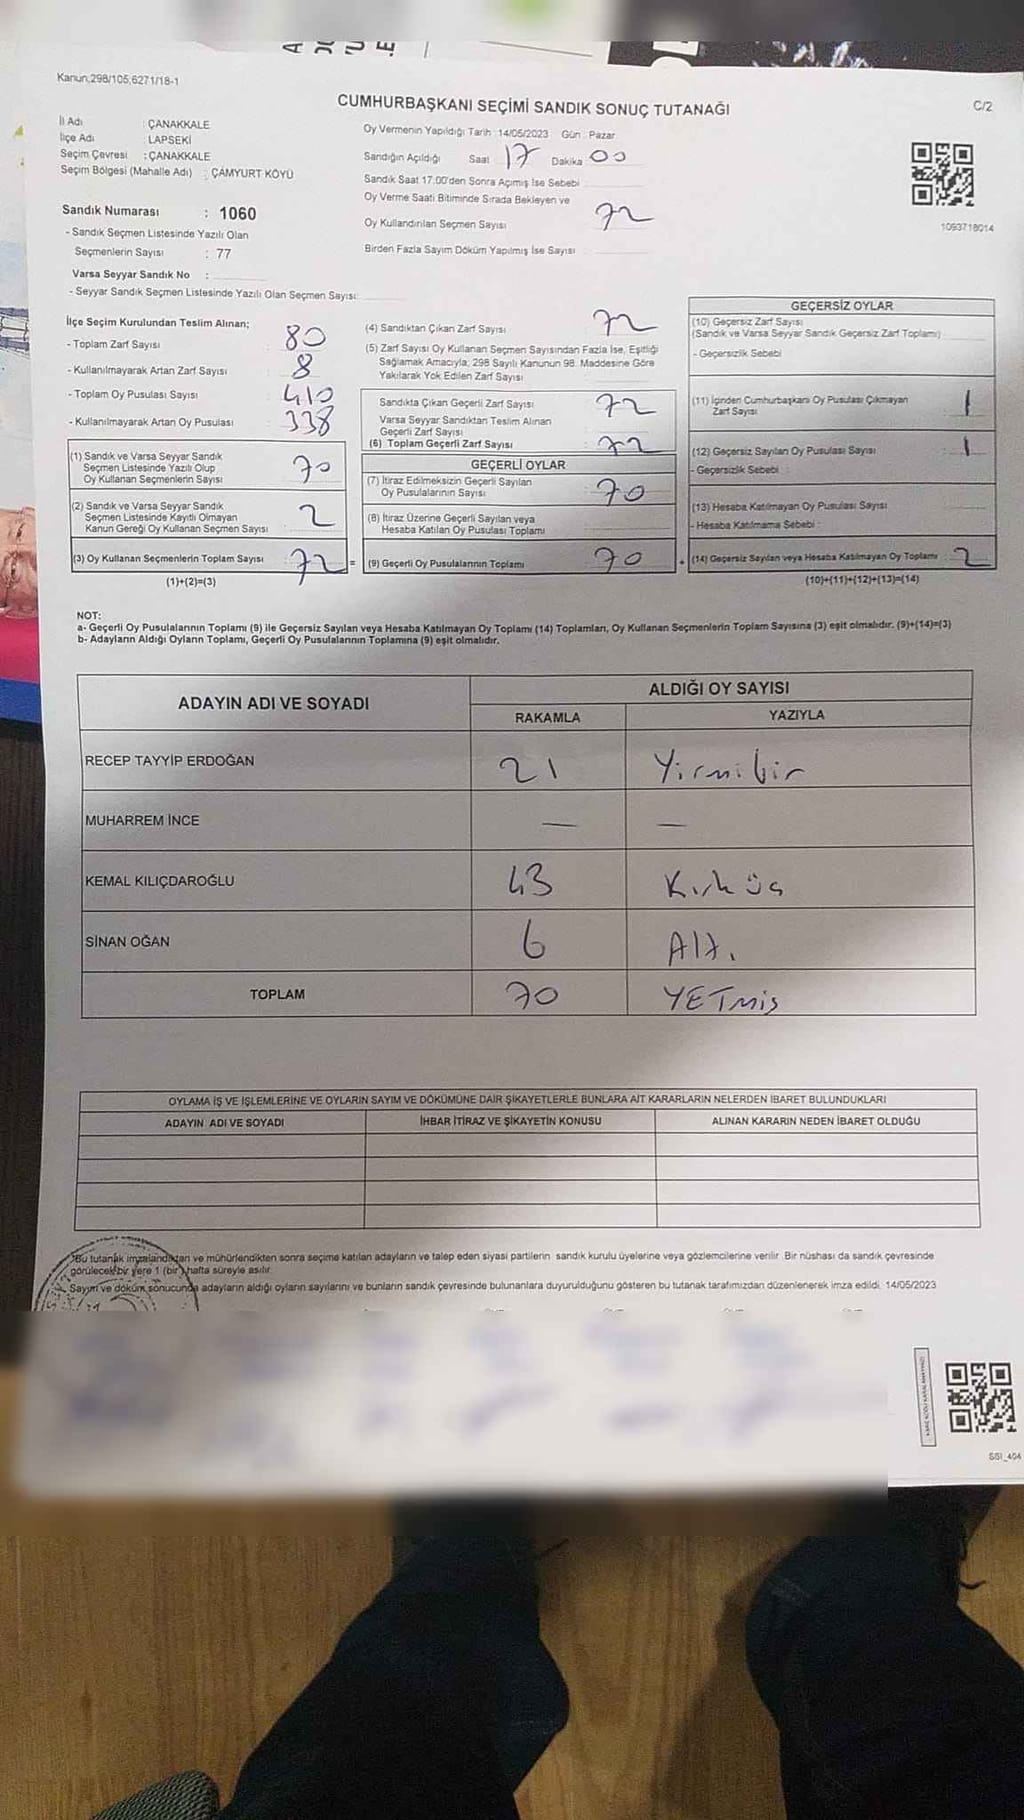 Kanun,298/105;6271/18-1
CUMHURBAŞKANI SEÇİMİ SANDIK SONUÇ TUTANAĞI
C/2
İl Adı : ÇANAKKALE
İlçe Adı : LAPSEKİ
Seçim Çevresi : ÇANAKKALE
Seçim Bölgesi (Mahalle Adı) : ÇAMYURT KÖYÜ
Sandık Numarası : 1060
- Sandık Seçmen Listesinde Yazılı Olan
Seçmenlerin Sayısı : 77
Varsa Seyyar Sandık No :
- Seyyar Sandık Seçmen Listesinde Yazılı Olan Seçmen Sayısı:
Oy Vermenin Yapıldığı Tarih :14/05/2023 Gün : Pazar
Sandığın Açıldığı Saat 17 Dakika 00
Sandık Saat 17:00'den Sonra Açımış İse Sebebi
Oy Verme Saati Bitiminde Sırada Bekleyen ve
Oy Kullandırılan Seçmen Sayısı 72
Birden Fazla Sayım Döküm Yapılmış İse Sayısı
1093718014
İlçe Seçim Kurulundan Teslim Alınan;
- Toplam Zarf Sayısı 80
- Kullanılmayarak Artan Zarf Sayısı 8
- Toplam Oy Pusulası Sayısı 410
- Kullanılmayarak Artan Oy Pusulası 338
(1) Sandık ve Varsa Seyyar Sandık
Seçmen Listesinde Yazılı Olup
Oy Kullanan Seçmenlerin Sayısı 70
(2) Sandık ve Varsa Seyyar Sandık
Seçmen Listesinde Kayıtlı Olmayan
Kanun Gereği Oy Kullanan Seçmen Sayısı 2
(3) Oy Kullanan Seçmenlerin Toplam Sayısı 72 =
(1)+(2)=(3)
(4) Sandıktan Çıkan Zarf Sayısı 72
(5) Zarf Sayısı Oy Kullanan Seçmen Sayısından Fazla İse, Eşitliği
Sağlamak Amacıyla, 298 Sayılı Kanunun 98. Maddesine Göre
Yakılarak Yok Edilen Zarf Sayısı
Sandıkta Çıkan Geçerli Zarf Sayısı 72
Varsa Seyyar Sandıktan Teslim Alınan
Geçerli Zarf Sayısı
(6) Toplam Geçerli Zarf Sayısı 72
GEÇERLİ OYLAR
(7) İtiraz Edilmeksizin Geçerli Sayılan
Oy Pusulalarının Sayısı 70
(8) İtiraz Üzerine Geçerli Sayılan veya
Hesaba Katılan Oy Pusulası Toplamı
(9) Geçerli Oy Pusulalarının Toplamı 70 +
GEÇERSİZ OYLAR
(10) Geçersiz Zarf Sayısı
(Sandık ve Varsa Seyyar Sandık Geçersiz Zarf Toplamı)
- Geçersizlik Sebebi
(11) İçinden Cumhurbaşkanı Oy Pusulası Çıkmayan
Zarf Sayısı 1
(12) Geçersiz Sayılan Oy Pusulası Sayısı 1
- Geçersizlik Sebebi :
(13) Hesaba Katılmayan Oy Pusulası Sayısı
- Hesaba Katılmama Sebebi :
(14) Geçersiz Sayılan veya Hesaba Katılmayan Oy Toplamı 2
(10)+(11)+(12)+(13)=(14)
NOT:
a- Geçerli Oy Pusulalarının Toplamı (9) ile Geçersiz Sayılan veya Hesaba Katılmayan Oy Toplamı (14) Toplamları, Oy Kullanan Seçmenlerin Toplam Sayısına (3) eşit olmalıdır. (9)+(14)=(3)
b- Adayların Aldığı Oyların Toplamı, Geçerli Oy Pusulalarının Toplamına (9) eşit olmalıdır.
ADAYIN ADI VE SOYADI ALDIĞI OY SAYISI
RAKAMLA YAZIYLA
RECEP TAYYİP ERDOĞAN 21 Yirmibir
MUHARREM İNCE — —
KEMAL KILIÇDAROĞLU 43 Kırküç
SİNAN OĞAN 6 Altı
TOPLAM 70 YETmiş
OYLAMA İŞ VE İŞLEMLERİNE VE OYLARIN SAYIM VE DÖKÜMÜNE DAİR ŞİKAYETLERLE BUNLARA AİT KARARLARIN NELERDEN İBARET BULUNDUKLARI
ADAYIN ADI VE SOYADI İHBAR İTİRAZ VE ŞİKAYETİN KONUSU ALINAN KARARIN NEDEN İBARET OLDUĞU
Bu tutanak imzalandıktan ve mühürlendikten sonra seçime katılan adayların ve talep eden siyasi partilerin sandık kurulu üyelerine veya gözlemcilerine verilir. Bir nüshası da sandık çevresinde
görülecek bir yere 1 (bir) hafta süreyle asılır.
Sayım ve döküm sonucunda adayların aldığı oyların sayılarını ve bunların sandık çevresinde bulunanlara duyurulduğunu gösteren bu tutanak tarafımızdan düzenlenerek imza edildi. 14/05/2023